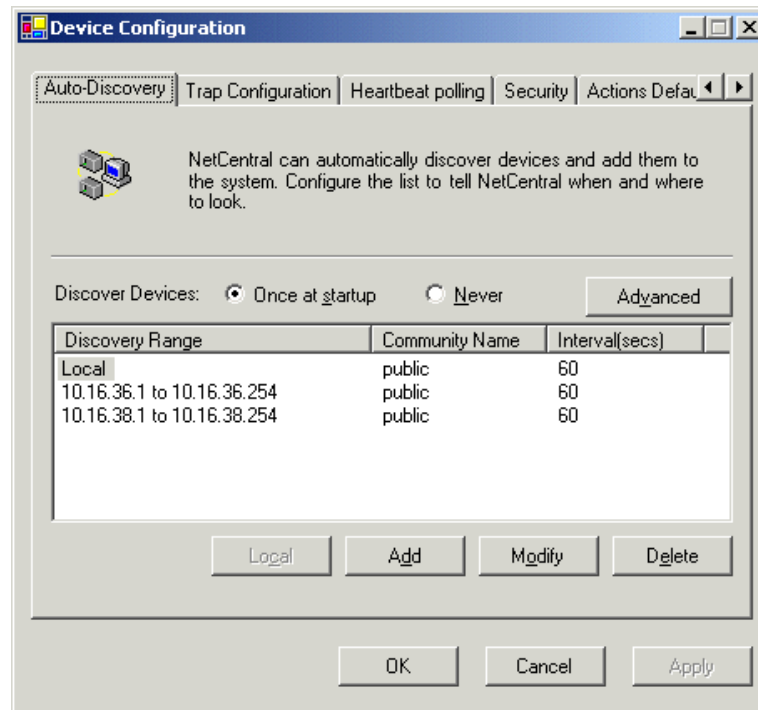 Device Configuration
Auto-Discovery Trap Configuration Heartbeat polling Security Actions Defau
NetCentral can automatically discover devices and add them to
the system. Configure the list to tell NetCentral when and where
to look.
Discover Devices: Once at startup Never Advanced
Discovery Range Community Name Interval(secs)
Local public 60
10.16.36.1 to 10.16.36.254 public 60
10.16.38.1 to 10.16.38.254 public 60
Local Add Modify Delete
OK Cancel Apply